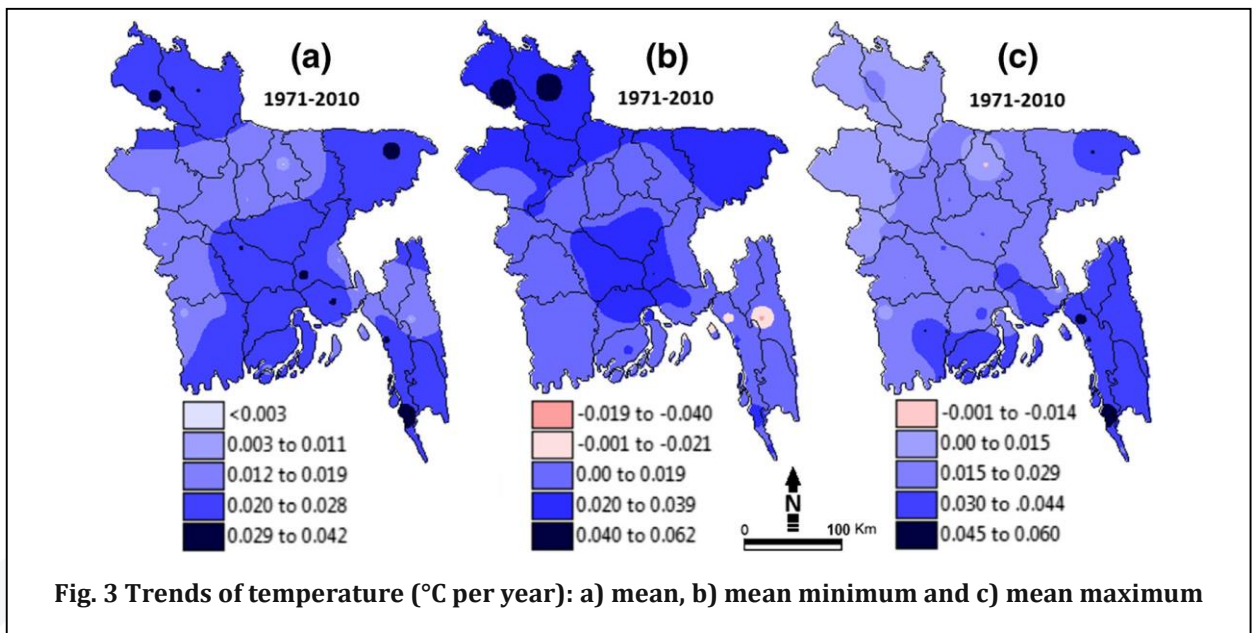 (a)
1971-2010
(b)
1971-2010
(c)
1971-2010
<0.003
0.003 to 0.011
0.012 to 0.019
0.020 to 0.028
0.029 to 0.042
-0.019 to -0.040
-0.001 to -0.021
0.00 to 0.019
0.020 to 0.039
0.040 to 0.062
N
0 100 Km
-0.001 to -0.014
0.00 to 0.015
0.015 to 0.029
0.030 to .0.044
0.045 to 0.060
Fig. 3 Trends of temperature (°C per year): a) mean, b) mean minimum and c) mean maximum